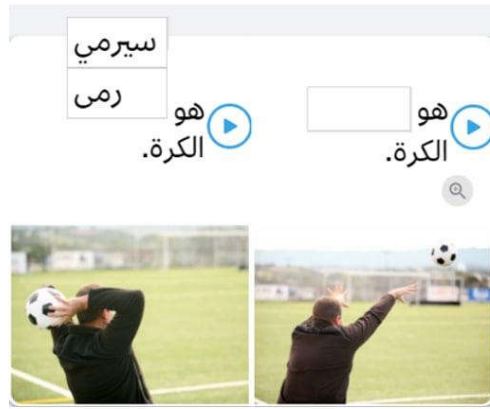 هو
الكرة.
سيرمي
رمى
هو
الكرة.